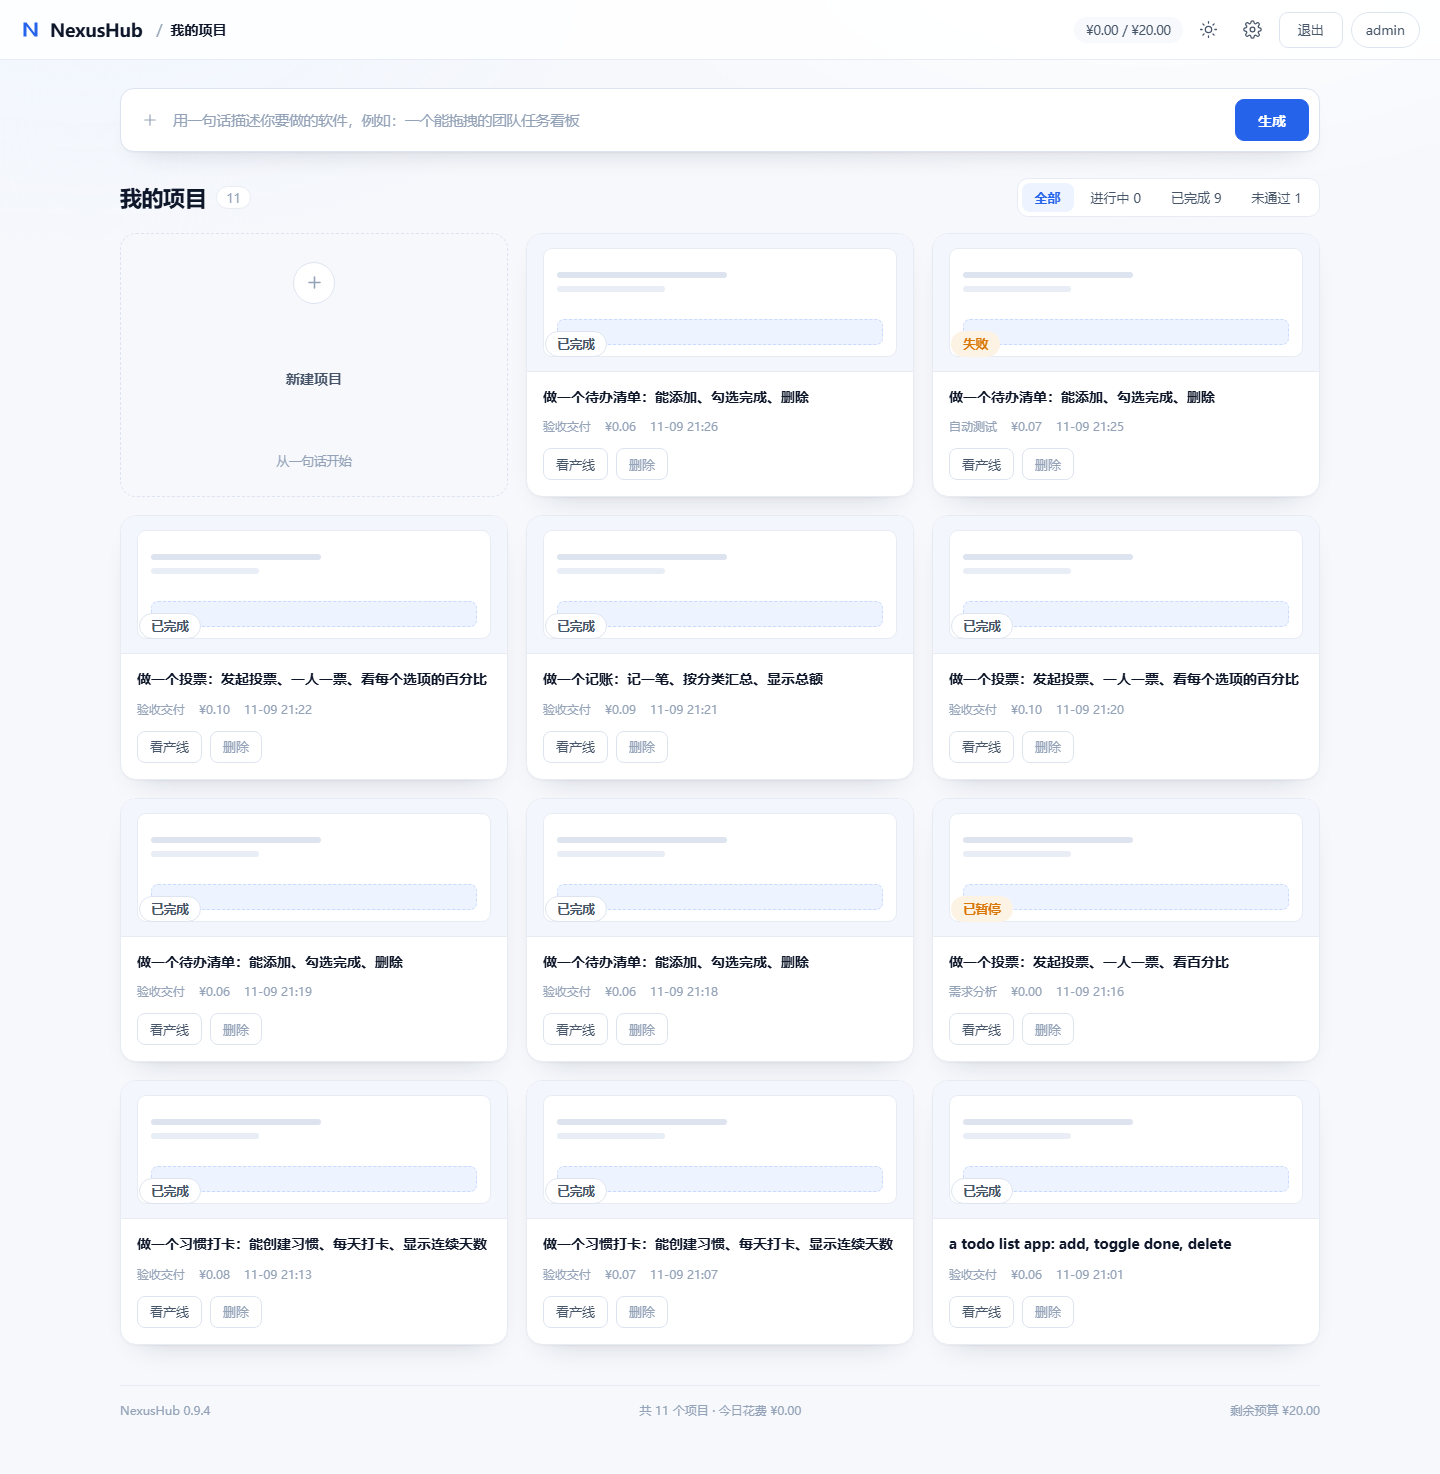 NexusHub / 我的项目
¥0.00 / ¥20.00
退出
admin
用一句话描述你要做的软件，例如：一个能拖拽的团队任务看板
生成
我的项目 11
全部 进行中 0 已完成 9 未通过 1
新建项目
从一句话开始
已完成
做一个待办清单：能添加、勾选完成、删除
验收交付 ¥0.06 11-09 21:26
看产线 删除
失败
做一个待办清单：能添加、勾选完成、删除
自动测试 ¥0.07 11-09 21:25
看产线 删除
已完成
做一个投票：发起投票、一人一票、看每个选项的百分比
验收交付 ¥0.10 11-09 21:22
看产线 删除
已完成
做一个记账：记一笔、按分类汇总、显示总额
验收交付 ¥0.09 11-09 21:21
看产线 删除
已完成
做一个投票：发起投票、一人一票、看每个选项的百分比
验收交付 ¥0.10 11-09 21:20
看产线 删除
已完成
做一个待办清单：能添加、勾选完成、删除
验收交付 ¥0.06 11-09 21:19
看产线 删除
已完成
做一个待办清单：能添加、勾选完成、删除
验收交付 ¥0.06 11-09 21:18
看产线 删除
已暂停
做一个投票：发起投票、一人一票、看百分比
需求分析 ¥0.00 11-09 21:16
看产线 删除
已完成
做一个习惯打卡：能创建习惯、每天打卡、显示连续天数
验收交付 ¥0.08 11-09 21:13
看产线 删除
已完成
做一个习惯打卡：能创建习惯、每天打卡、显示连续天数
验收交付 ¥0.07 11-09 21:07
看产线 删除
已完成
a todo list app: add, toggle done, delete
验收交付 ¥0.06 11-09 21:01
看产线 删除
NexusHub 0.9.4
共 11 个项目 · 今日花费 ¥0.00
剩余预算 ¥20.00